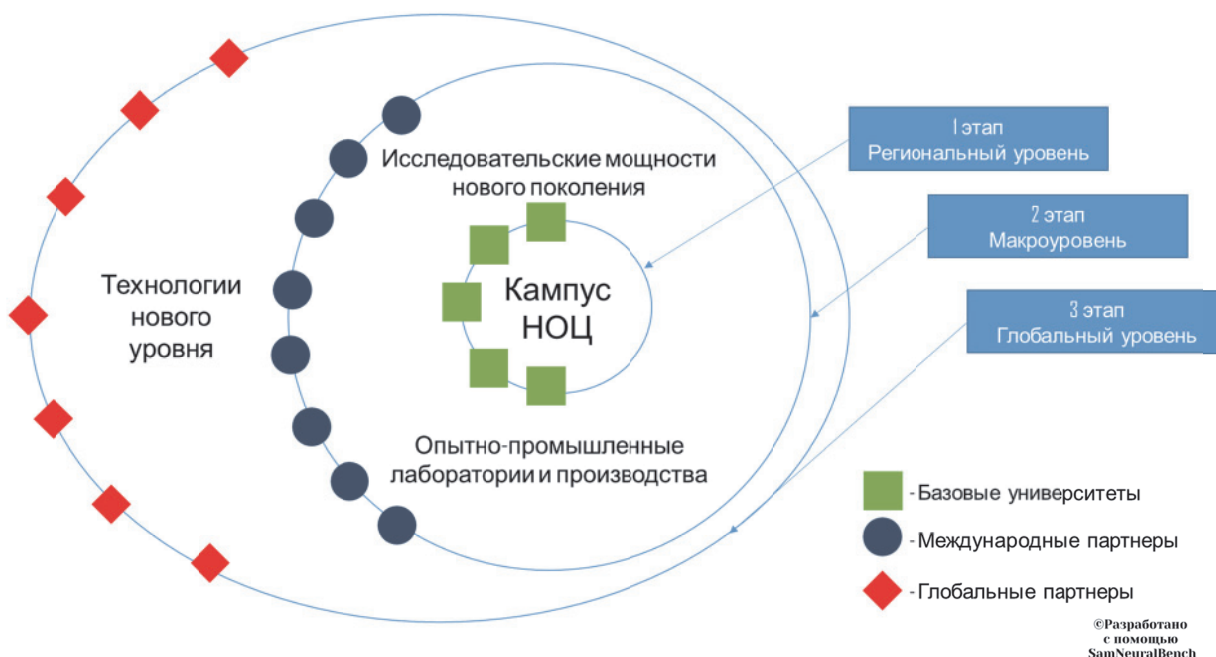 1 этап
Региональный уровень
Исследовательские мощности
нового поколения
2 этап
Макроуровень
Технологии
нового
уровня
Кампус
НОЦ
3 этап
Глобальный уровень
Опытно-промышленные
лаборатории и производства
- Базовые университеты
- Международные партнеры
- Глобальные партнеры
©Разработано
с помощью
SamNeuralBench